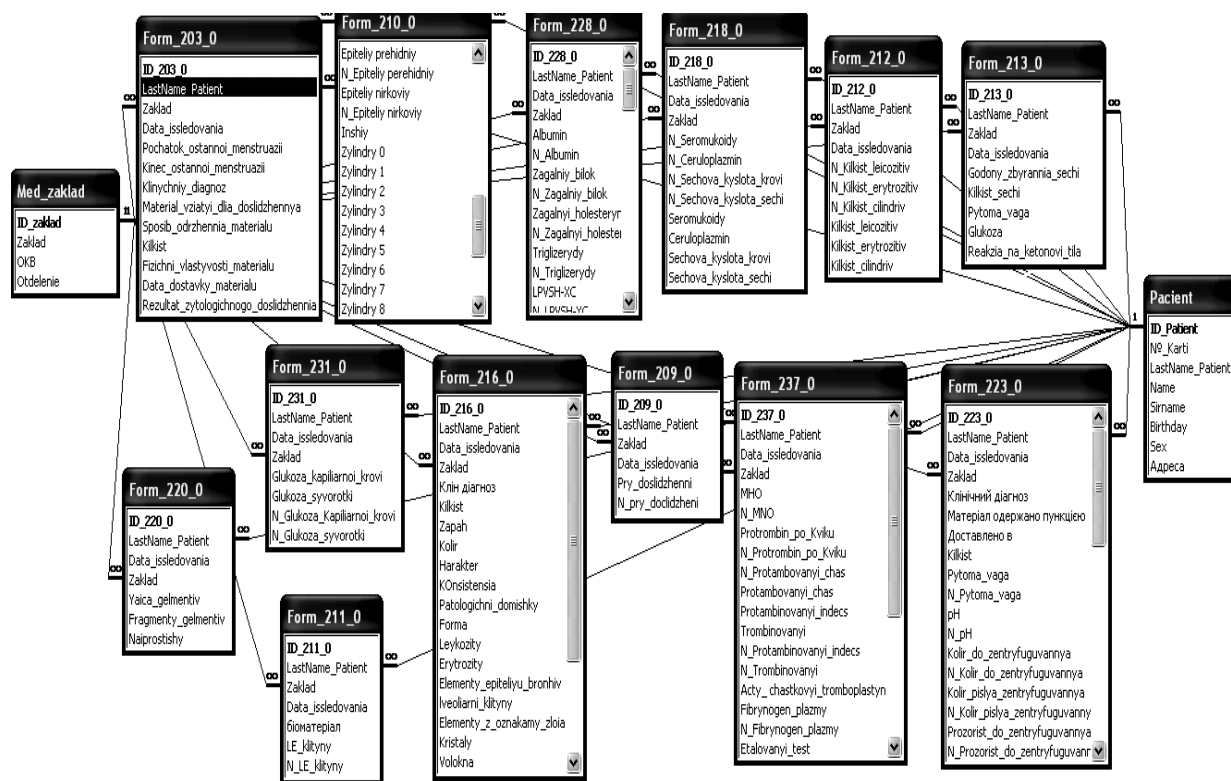 Form_203_0
ID_203_0
LastName_Patient
Zaklad
Data_issledovania
Pochatok_ostannoi_menstruazii
Kinec_ostannoi_menstruazii
Klinychniy_diagnoz
Material_vziatyi_dlia_doslidzhennya
Sposib_odrzhennia_materialu
Kilkist
Fizichni_vlastyvosti_materialu
Data_dostavky_materialu
Rezultat_zytologichnogo_doslidzhennia
Form_210_0
Epiteliy prehidniy
N_Epiteliy perehidniy
Epiteliy nirkoviy
N_Epiteliy nirkoviy
Inshiy
Zylindry 0
Zylindry 1
Zylindry 2
Zylindry 3
Zylindry 4
Zylindry 5
Zylindry 6
Zylindry 7
Zylindry 8
Form_228_0
ID_228_0
LastName_Patient
Data_issledovania
Zaklad
Albumin
N_Albumin
Zagalniy_bilok
N_Zagalniy_bilok
Zagalnyi_holesteryn
N_Zagalnyi_holester
Triglizerydy
N_Triglizerydy
LPVSH-XC
N_LPVSH-XC
Form_218_0
ID_218_0
LastName_Patient
Data_issledovania
Zaklad
N_Seromukoidy
N_Ceruloplazmin
N_Sechova_kyslota_krovi
N_Sechova_kyslota_sechi
Seromukoidy
Ceruloplazmin
Sechova_kyslota_krovi
Sechova_kyslota_sechi
Form_212_0
ID_212_0
LastName_Patient
Zaklad
Data_issledovania
N_Kilkist_leicozitiv
N_Kilkist_erytrozitiv
N_Kilkist_cilindriv
Kilkist_leicozitiv
Kilkist_erytrozitiv
Kilkist_cilindriv
Form_213_0
ID_213_0
LastName_Patient
Zaklad
Data_issledovania
Godony_zbyrannia_sechi
Kilkist_sechi
Pytoma_vaga
Glukoza
Reakzia_na_ketonovi_tila
Med_zaklad
ID_zaklad
Zaklad
OKB
Otdelenie
Pacient
ID_Patient
№_Karti
LastName_Patient
Name
Sirname
Birthday
Sex
Адреса
Form_231_0
ID_231_0
LastName_Patient
Data_issledovania
Zaklad
Glukoza_kapiliarnoi_krovi
Glukoza_syvorotki
N_Glukoza_Kapiliarnoi_krovi
N_Glukoza_syvorotki
Form_216_0
ID_216_0
LastName_Patient
Data_issledovania
Zaklad
Клін діагноз
Kilkist
Zapah
Kolir
Harakter
KOnsistensia
Patologichni_domishky
Forma
Leykozity
Erytrozity
Elementy_epiteliyu_bronhiv
lveoliarni_klityny
Elementy_z_oznakamy_zloia
Kristaly
Volokna
Form_209_0
ID_209_0
LastName_Patient
Zaklad
Data_issledovania
Pry_doslidzhenni
N_pry_doclidzheni
Form_237_0
ID_237_0
LastName_Patient
Data_issledovania
Zaklad
MHO
N_MNO
Protrombin_po_Kviku
N_Protrombin_po_Kviku
N_Protambovanyi_chas
Protambovanyi_chas
Protambinovanyi_indecs
Trombinovanyi
N_Protambinovanyi_indecs
N_Trombinovanyi
Acty_ chastkovyi_tromboplastyn
Fibrynogen_plazmy
N_Fibrynogen_plazmy
Etalovanyi_test
Form_223_0
ID_223_0
LastName_Patient
Data_issledovania
Zaklad
Клінічний діагноз
Матеріал одержано пункцією
Доставлено в
Kilkist
Pytoma_vaga
N_Pytoma_vaga
pH
N_pH
Kolir_do_zentryfuguvannya
N_Kolir_do_zentryfuguvannya
Kolir_pislya_zentryfuguvannya
N_Kolir_pislya_zentryfuguvanny
Prozorist_do_zentryfuguvannya
N_Prozorist_do_zentryfuguvanr
Form_220_0
ID_220_0
LastName_Patient
Data_issledovania
Zaklad
Yaica_gelmentiv
Fragmenty_gelmentiv
Naiprostishy
Form_211_0
ID_211_0
LastName_Patient
Zaklad
Data_issledovania
біоматеріал
LE_klityny
N_LE_klityny